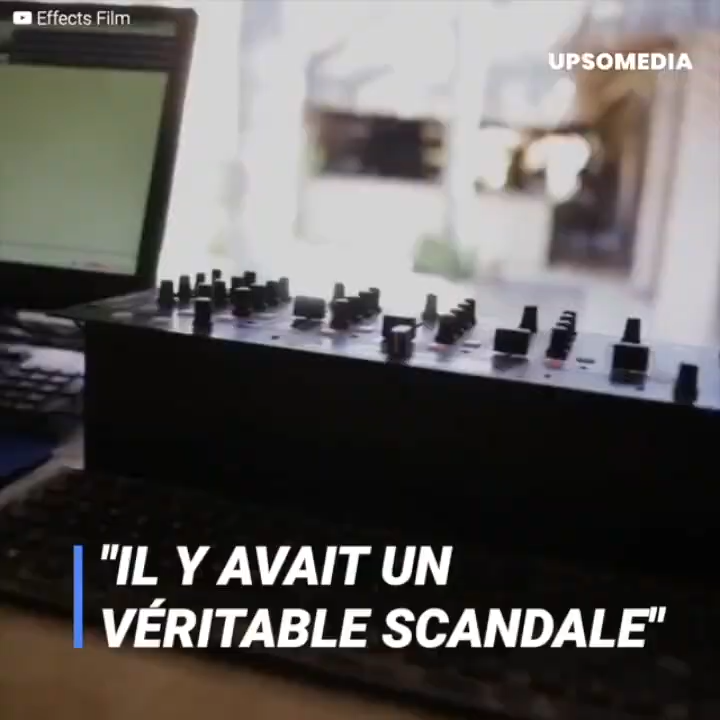 Effects Film
UPSOMEDIA
"IL Y AVAIT UN
VÉRITABLE SCANDALE"